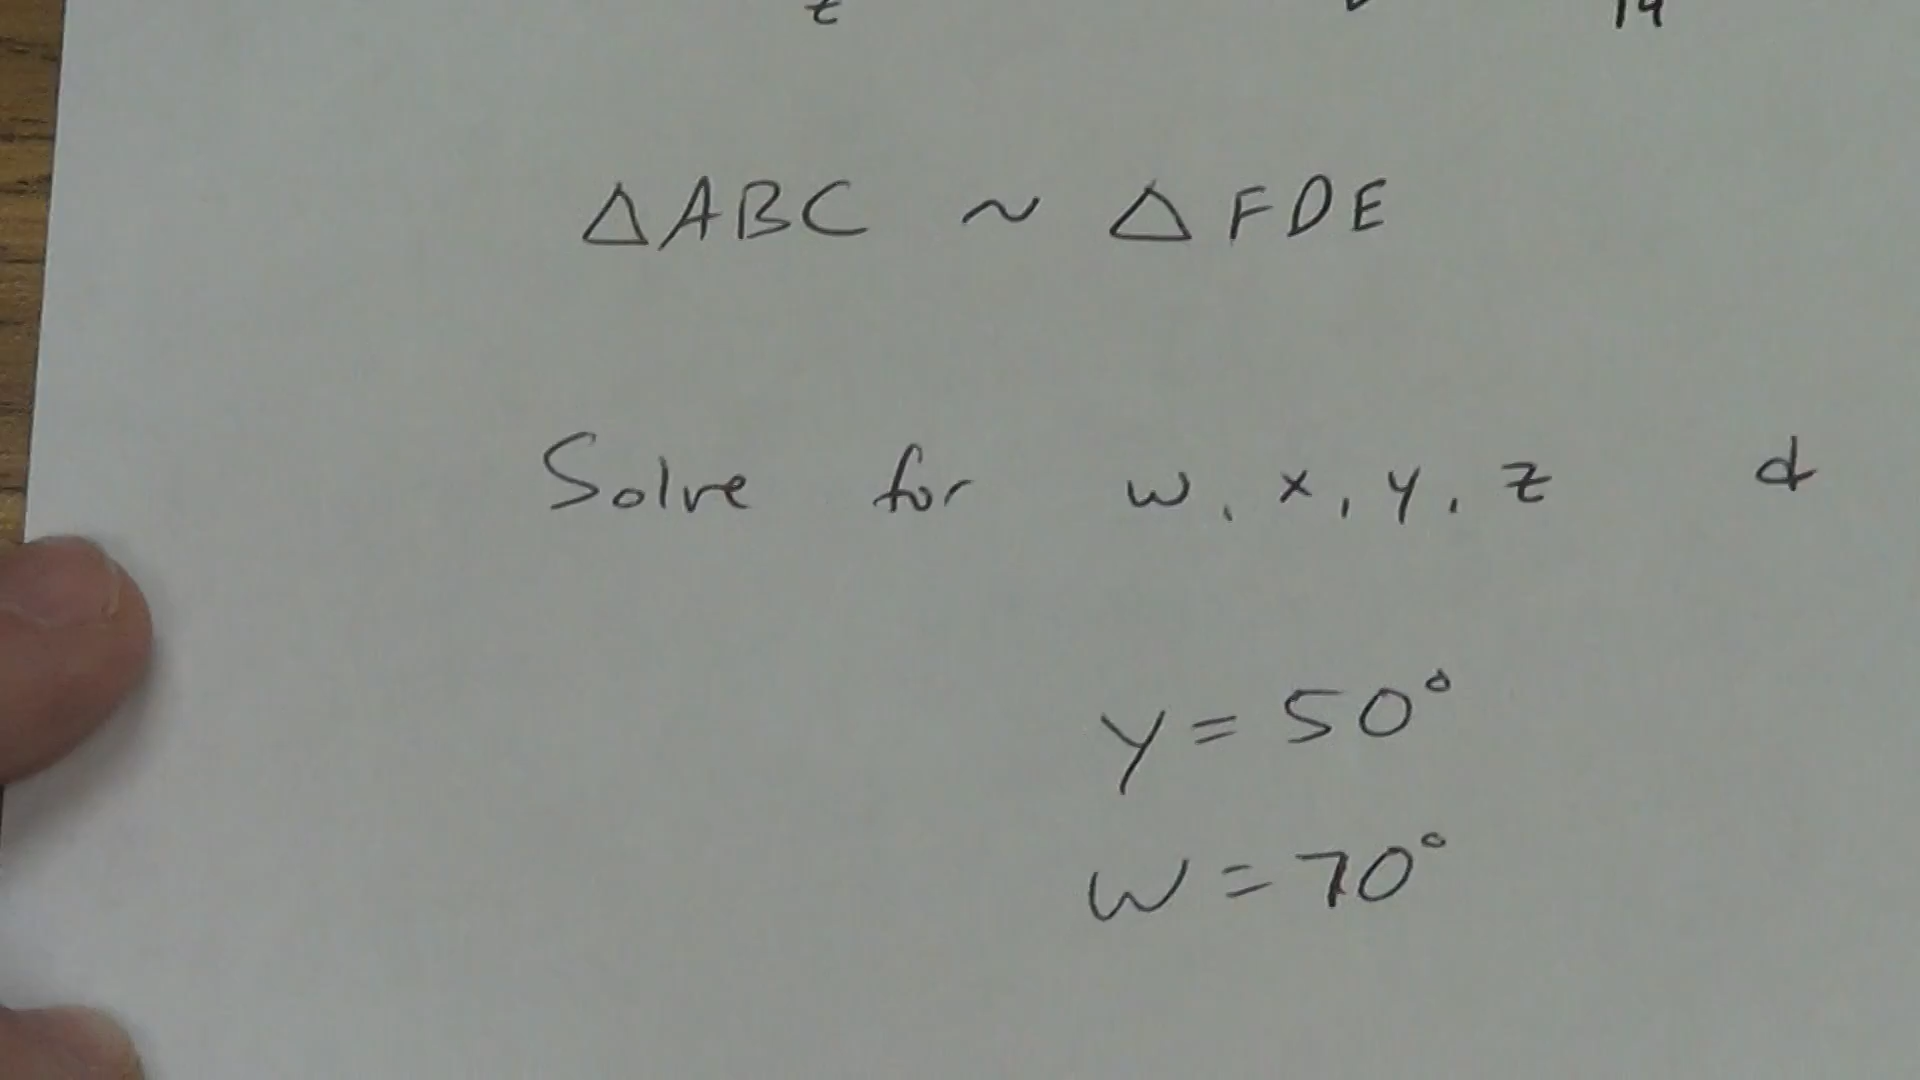 △ABC ~ △FDE
Solve for w, x, y, z &
y = 50°
w = 70°